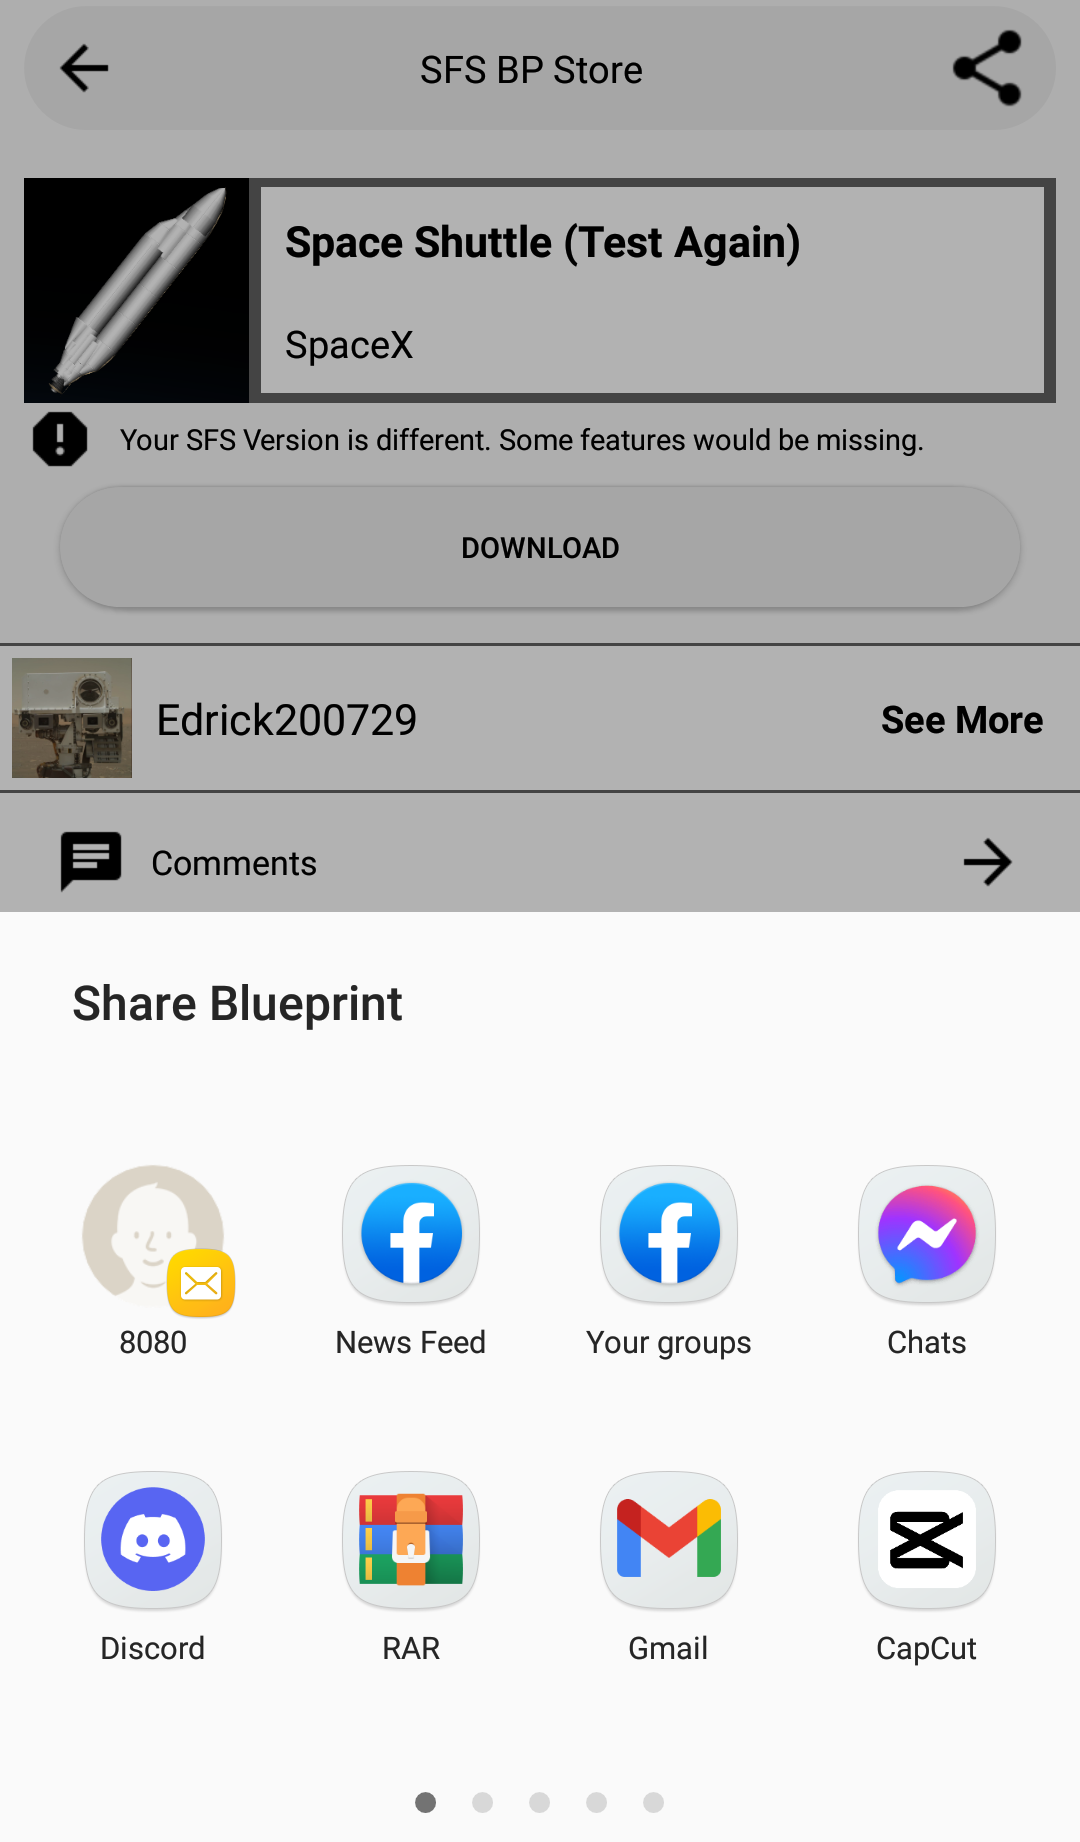 SFS BP Store
Space Shuttle (Test Again)
SpaceX
Your SFS Version is different. Some features would be missing.
DOWNLOAD
Edrick200729
See More
Comments
Share Blueprint
8080
News Feed
Your groups
Chats
Discord
RAR
Gmail
CapCut